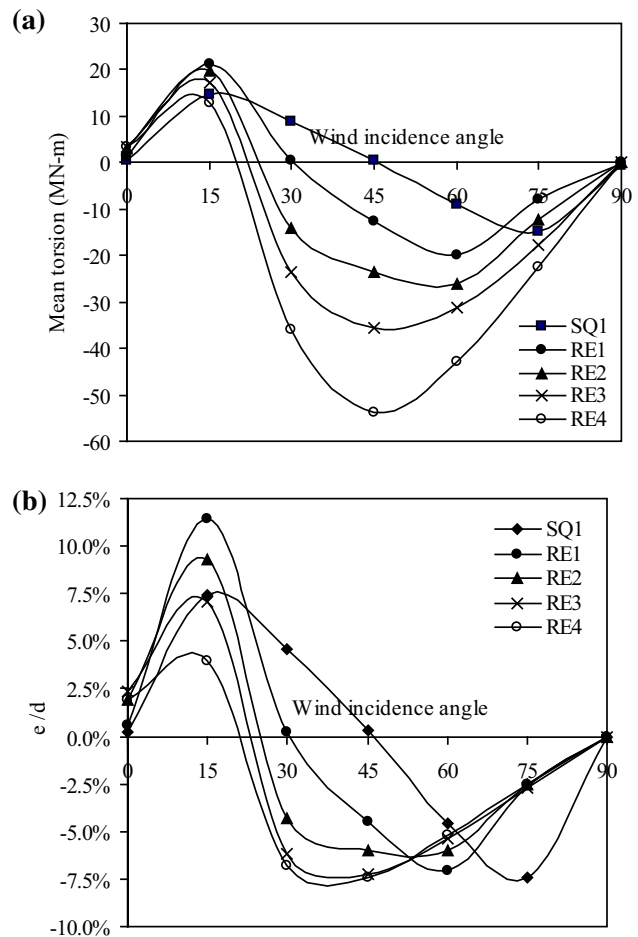 (a)
30
20
10
0
-10
-20
-30
-40
-50
-60
Mean torsion (MN-m)
Wind incidence angle
0 15 30 45 60 75 90
SQ1
RE1
RE2
RE3
RE4
(b)
12.5%
10.0%
7.5%
5.0%
2.5%
0.0%
-2.5%
-5.0%
-7.5%
-10.0%
e/d
SQ1
RE1
RE2
RE3
RE4
Wind incidence angle
0 15 30 45 60 75 90